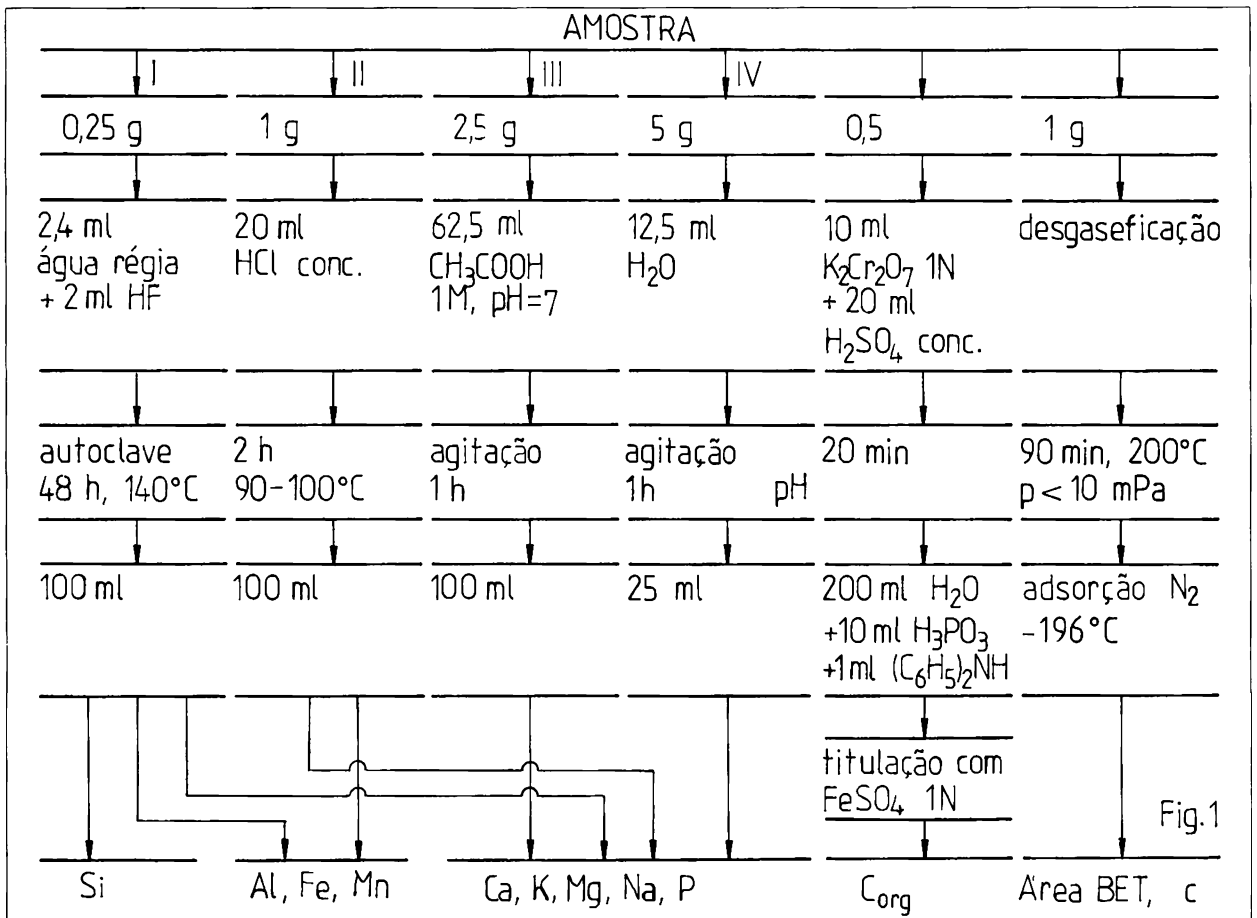 AMOSTRA
I
II
III
IV
0,25 g
1 g
2,5 g
5 g
0,5
1 g
2,4 ml
água régia
+ 2 ml HF
20 ml
HCl conc.
62,5 ml
CH₃COOH
1M, pH=7
12,5 ml
H₂O
10 ml
K₂Cr₂O₇ 1N
+ 20 ml
H₂SO₄ conc.
desgaseficação
autoclave
48 h, 140°C
2 h
90-100°C
agitação
1 h
agitação
1h pH
20 min
90 min, 200°C
p < 10 mPa
100 ml
100 ml
100 ml
25 ml
200 ml H₂O
+10 ml H₃PO₃
+1ml (C₆H₅)₂NH
adsorção N₂
-196°C
titulação com
FeSO₄ 1N
Fig.1
Si
Al, Fe, Mn
Ca, K, Mg, Na, P
Corg
Área BET, c